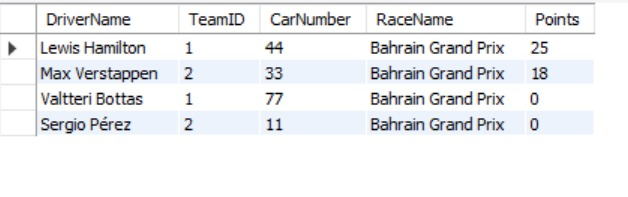 DriverName TeamID CarNumber RaceName Points
Lewis Hamilton 1 44 Bahrain Grand Prix 25
Max Verstappen 2 33 Bahrain Grand Prix 18
Valtteri Bottas 1 77 Bahrain Grand Prix 0
Sergio Pérez 2 11 Bahrain Grand Prix 0